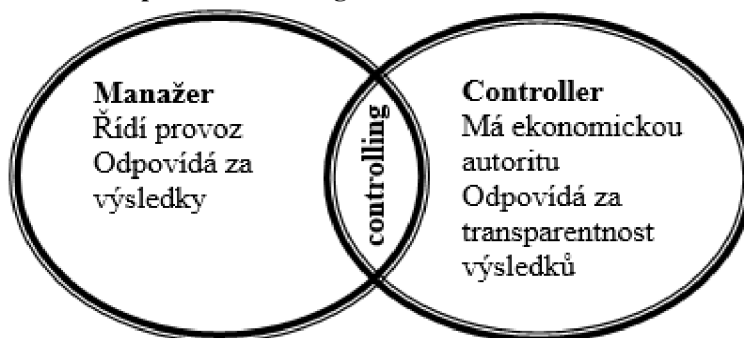 Manažer
Řídí provoz
Odpovídá za
výsledky
controlling
Controller
Má ekonomickou
autoritu
Odpovídá za
transparentnost
výsledků